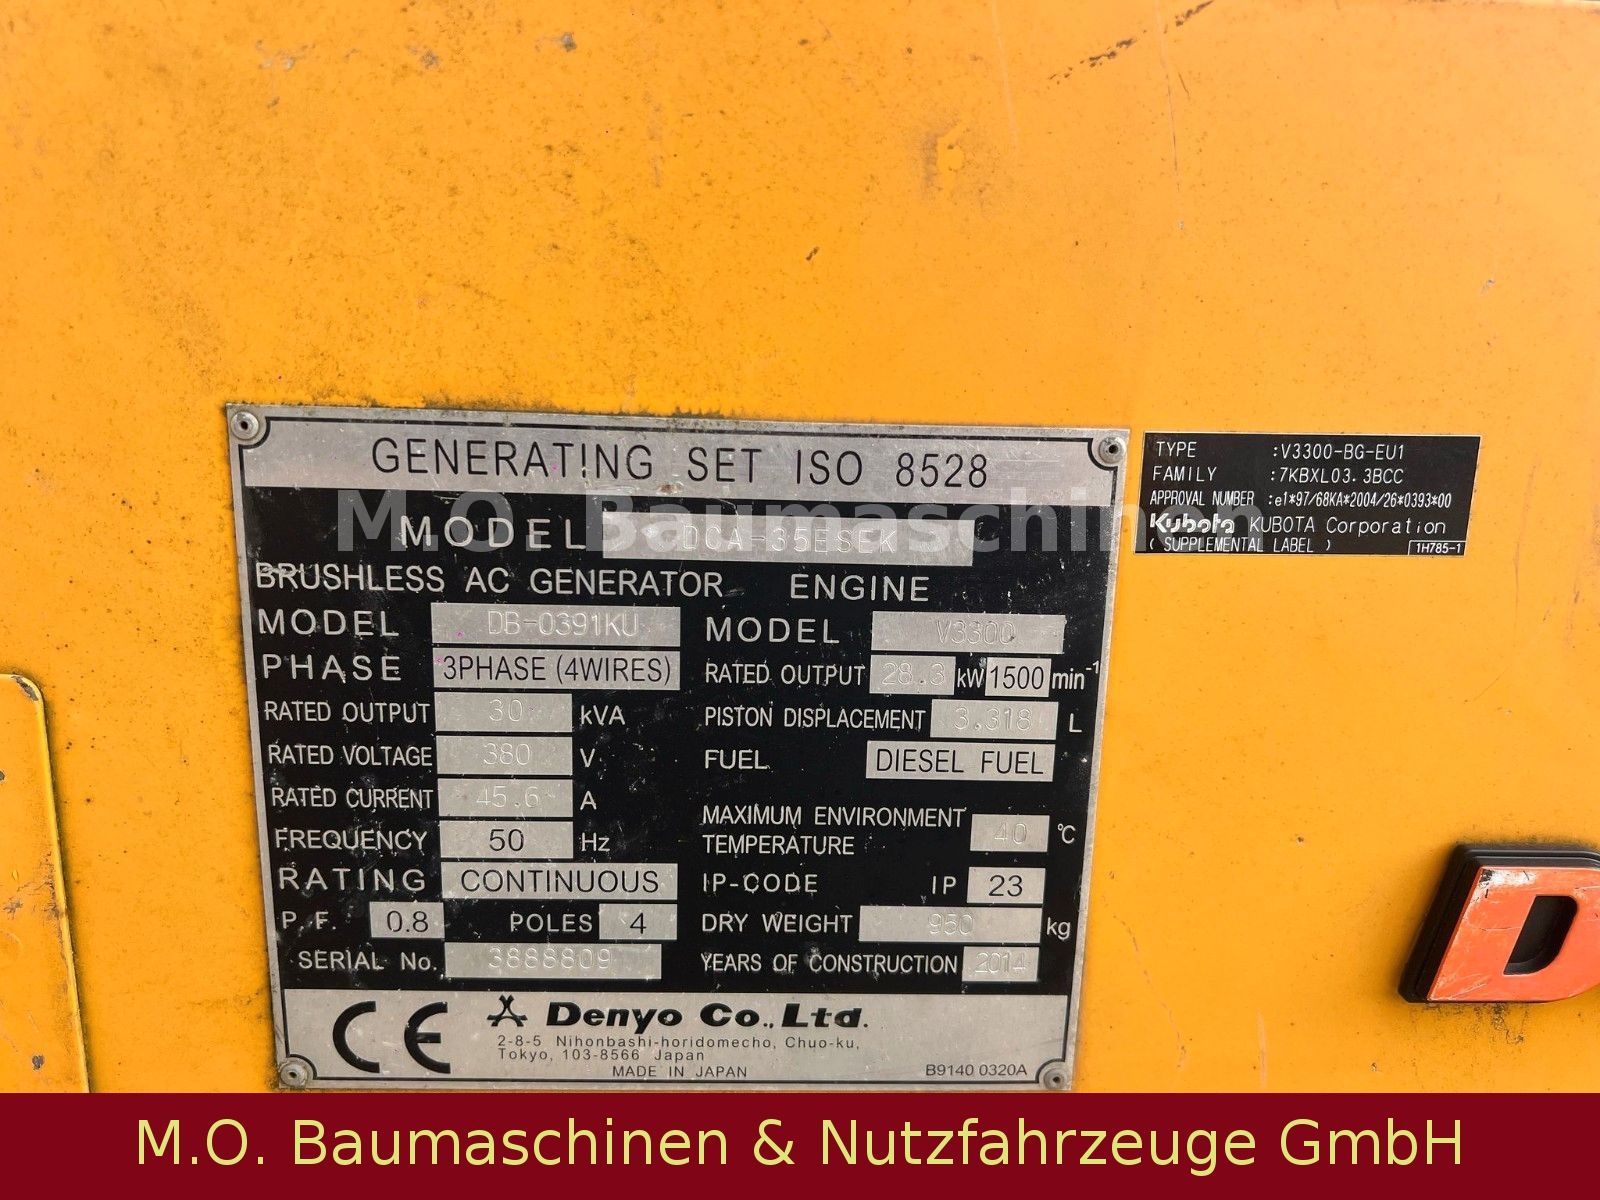 GENERATING SET ISO 8528
MODEL DCA-35ESEK
M.O. Baumaschinen
BRUSHLESS AC GENERATOR
MODEL DB-0391KU
PHASE 3PHASE (4WIRES)
RATED OUTPUT 30 kVA
RATED VOLTAGE 380 V
RATED CURRENT 45.6 A
FREQUENCY 50 Hz
RATING CONTINUOUS
P.F. 0.8 POLES 4
SERIAL No. 3888809
ENGINE
MODEL V3300
RATED OUTPUT 28.3 kW 1500 min-1
PISTON DISPLACEMENT 3.318 L
FUEL DIESEL FUEL
MAXIMUM ENVIRONMENT
TEMPERATURE 40 °C
IP-CODE IP 23
DRY WEIGHT 950 kg
YEARS OF CONSTRUCTION 2014
CE Denyo Co., Ltd.
2-8-5 Nihonbashi-horidomecho, Chuo-ku,
Tokyo, 103-8566 Japan
MADE IN JAPAN B9140 0320A
TYPE :V3300-BG-EU1
FAMILY :7KBXL03.3BCC
APPROVAL NUMBER :e1*97/68KA*2004/26*0393*00
Kubota KUBOTA Corporation
( SUPPLEMENTAL LABEL ) 1H785-1
D
M.O. Baumaschinen & Nutzfahrzeuge GmbH